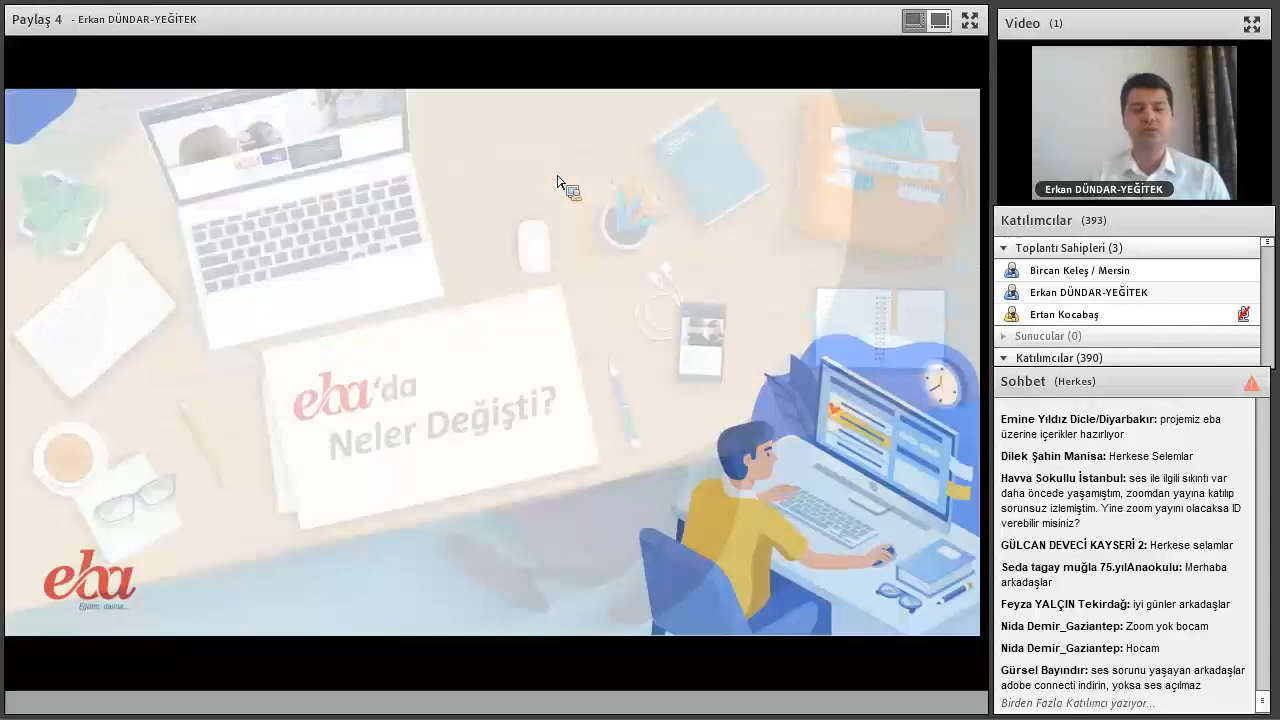 Paylaş 4 - Erkan DÜNDAR-YEĞİTEK
eba'da
Neler Değişti?
eba
Eğitim, daima...
Video (1)
Erkan DÜNDAR-YEĞİTEK
Katılımcılar (393)
Toplantı Sahipleri (3)
Bircan Keleş / Mersin
Erkan DÜNDAR-YEĞİTEK
Ertan Kocabaş
Sunucular (0)
Katılımcılar (390)
Sohbet (Herkes)
Emine Yıldız Dicle/Diyarbakır: projemiz eba
üzerine içerikler hazırlıyor
Dilek Şahin Manisa: Herkese Selemlar
Havva Sokullu İstanbul: ses ile ilgili sıkıntı var
daha öncede yaşamıştım, zoomdan yayına katılıp
sorunsuz izlemiştim. Yine zoom yayını olacaksa ID
verebilir misiniz?
GÜLCAN DEVECİ KAYSERİ 2: Herkese selamlar
Seda tagay muğla 75.yılAnaokulu: Merhaba
arkadaşlar
Feyza YALÇIN Tekirdağ: iyi günler arkadaşlar
Nida Demir_Gaziantep: Zoom yok bocam
Nida Demir_Gaziantep: Hocam
Gürsel Bayındır: ses sorunu yaşayan arkadaşlar
adobe connecti indirin, yoksa ses açılmaz
Birden Fazla Katılımcı yazıyor...